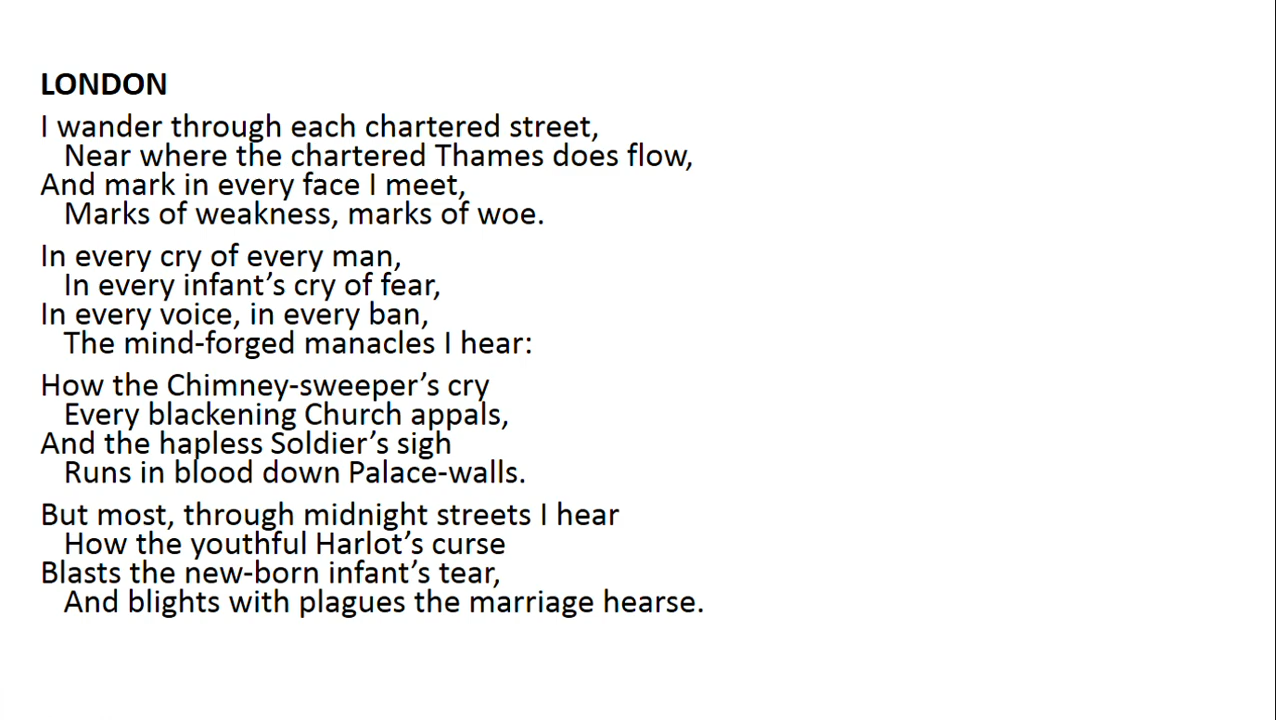 LONDON
I wander through each chartered street,
Near where the chartered Thames does flow,
And mark in every face I meet,
Marks of weakness, marks of woe.
In every cry of every man,
In every infant’s cry of fear,
In every voice, in every ban,
The mind-forged manacles I hear:
How the Chimney-sweeper’s cry
Every blackening Church appals,
And the hapless Soldier’s sigh
Runs in blood down Palace-walls.
But most, through midnight streets I hear
How the youthful Harlot’s curse
Blasts the new-born infant’s tear,
And blights with plagues the marriage hearse.